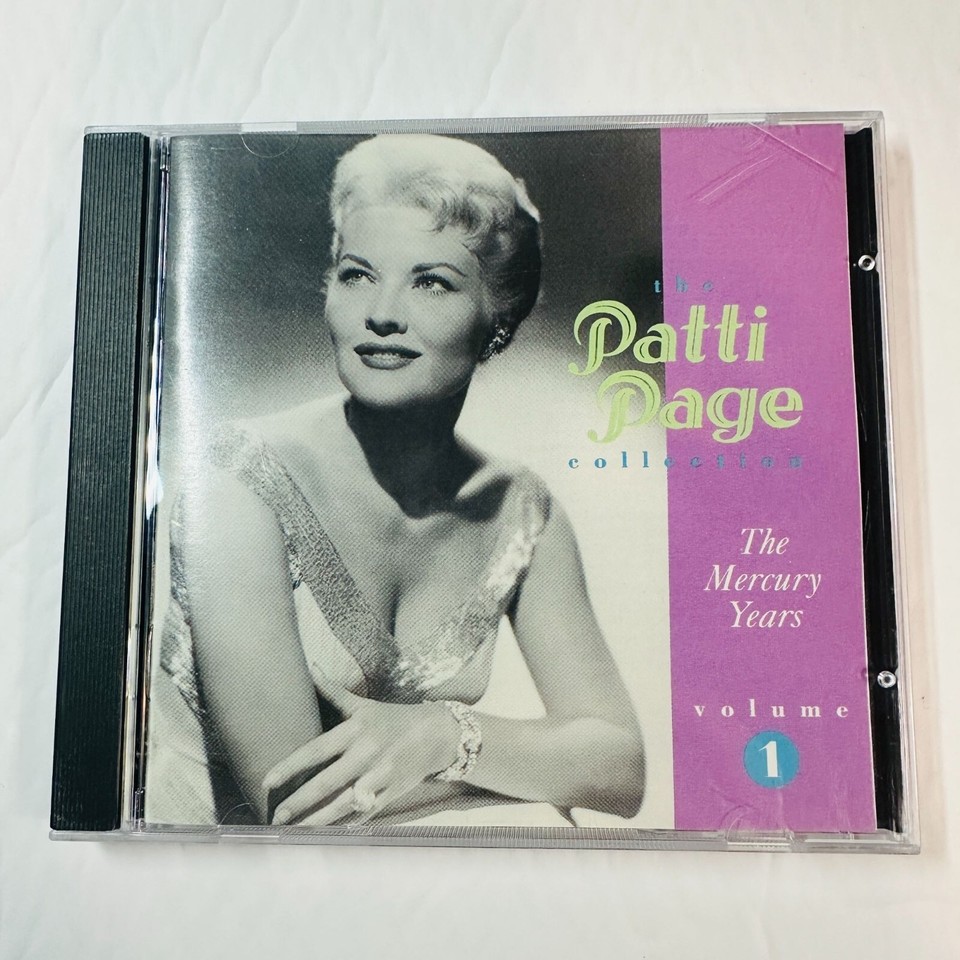 the
Patti
Page
collection
The
Mercury
Years
volume
1